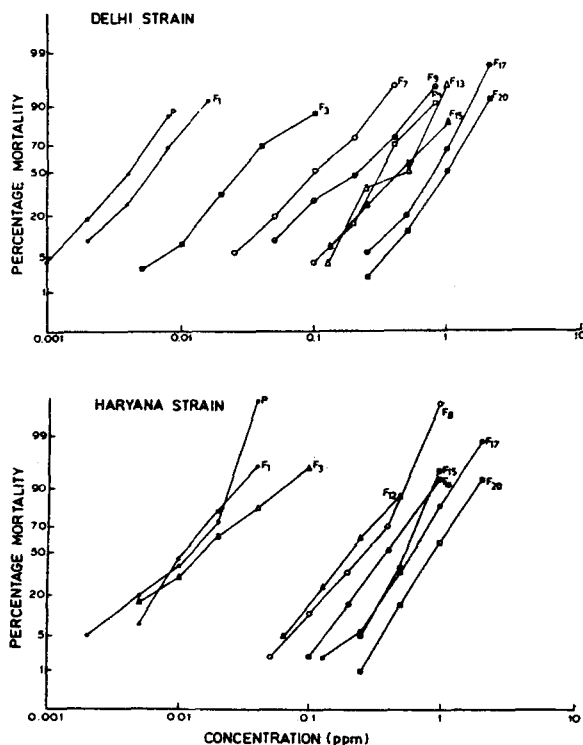 DELHI STRAIN
PERCENTAGE MORTALITY
99
90
70
50
20
5
1
P
F1
F3
F7
F9
F13
F15
F17
F20
0.001
0.01
0.1
1
10
HARYANA STRAIN
PERCENTAGE MORTALITY
99
90
70
50
20
5
1
P
F1
F3
F12
F8
F15
F17
F20
0.001
0.01
0.1
1
10
CONCENTRATION (ppm)